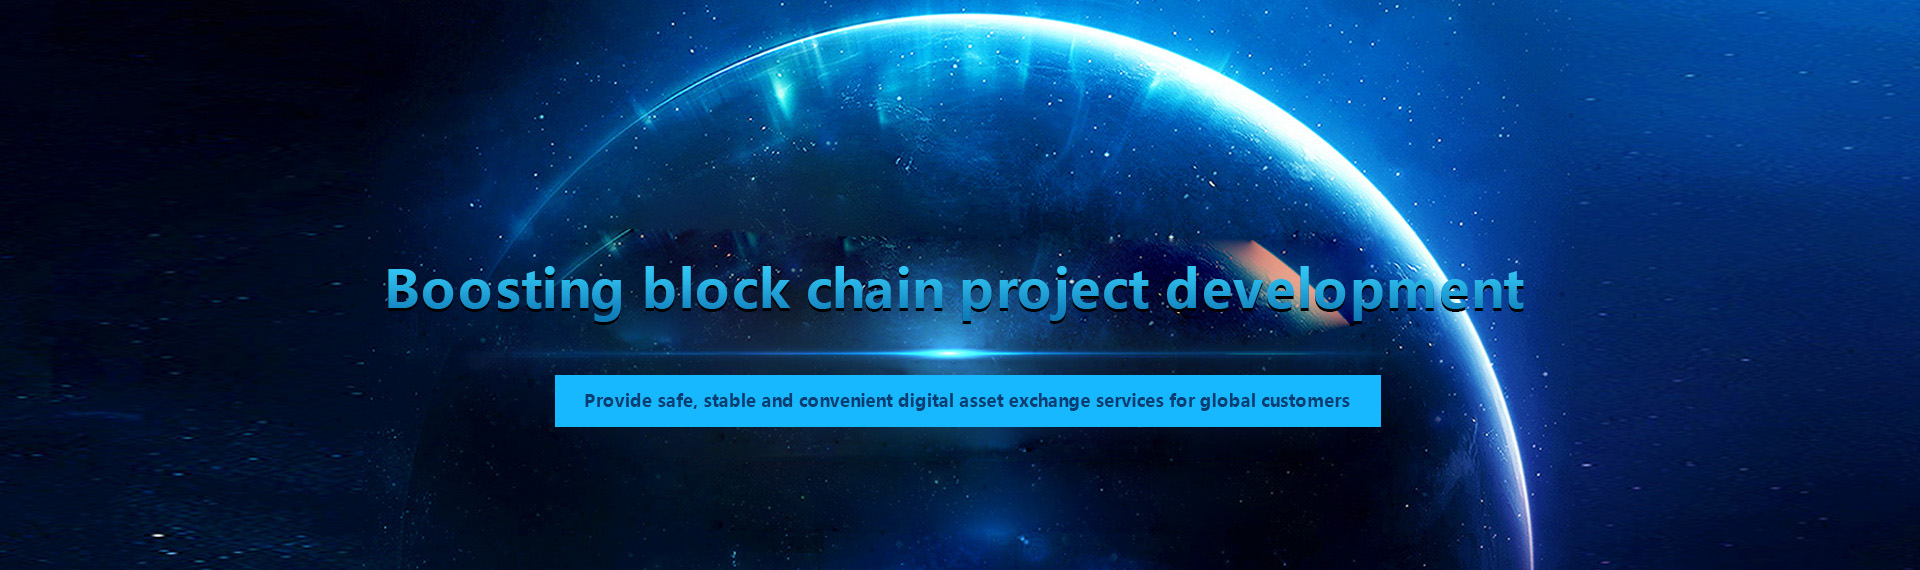 Boosting block chain project development
Provide safe, stable and convenient digital asset exchange services for global customers